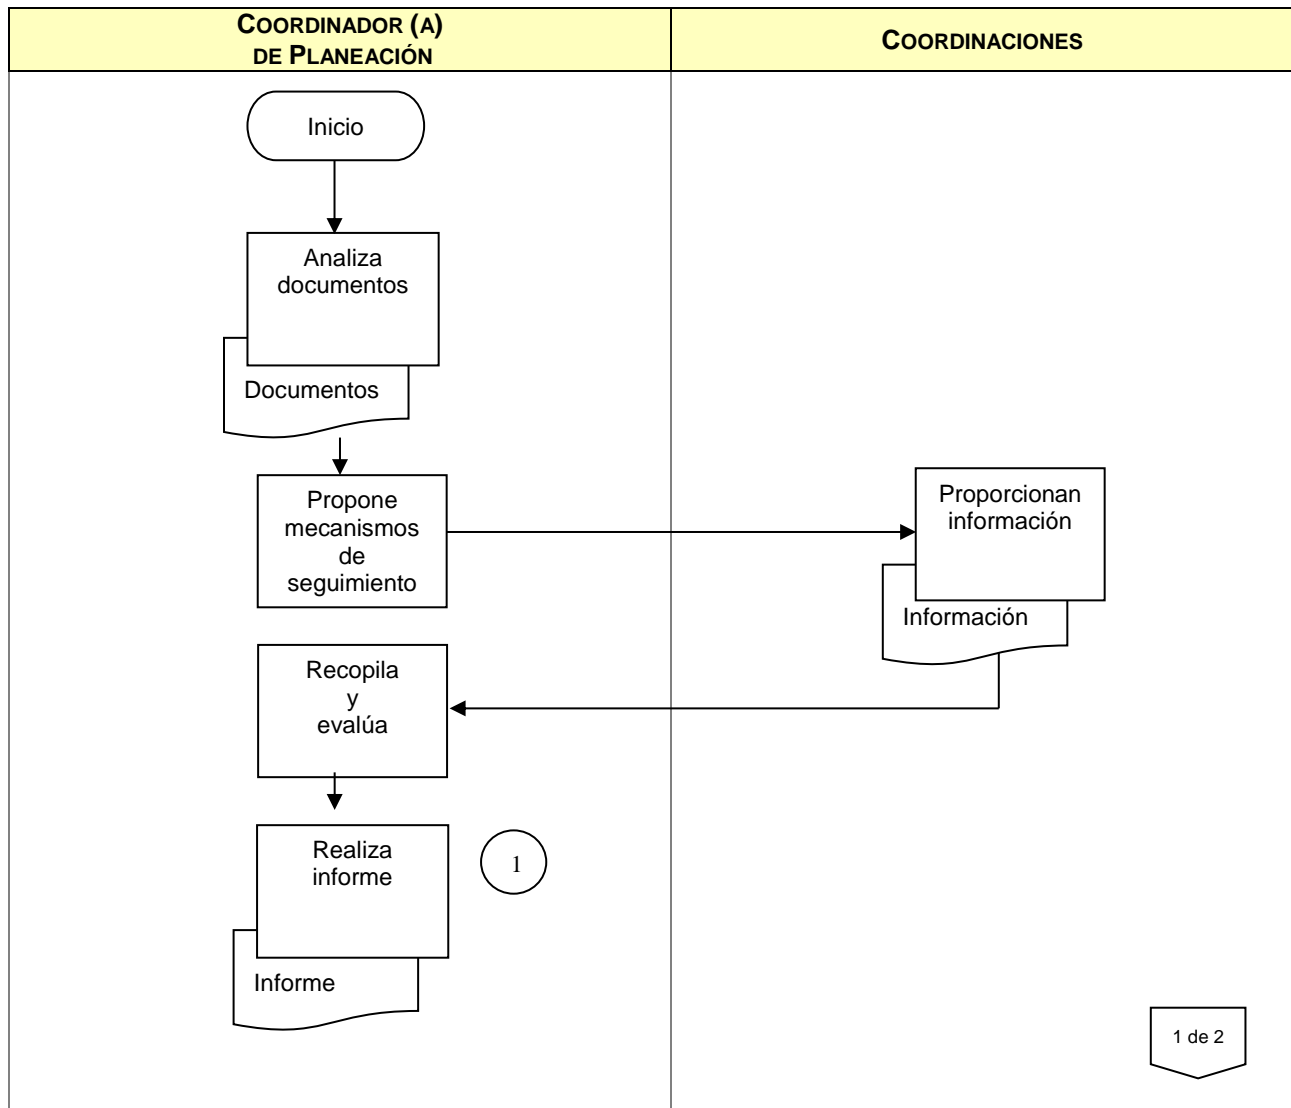 COORDINADOR (A)
DE PLANEACIÓN
COORDINACIONES
Inicio
Analiza
documentos
Documentos
Propone
mecanismos
de
seguimiento
Proporcionan
información
Información
Recopila
y
evalúa
Realiza
informe
1
Informe
1 de 2